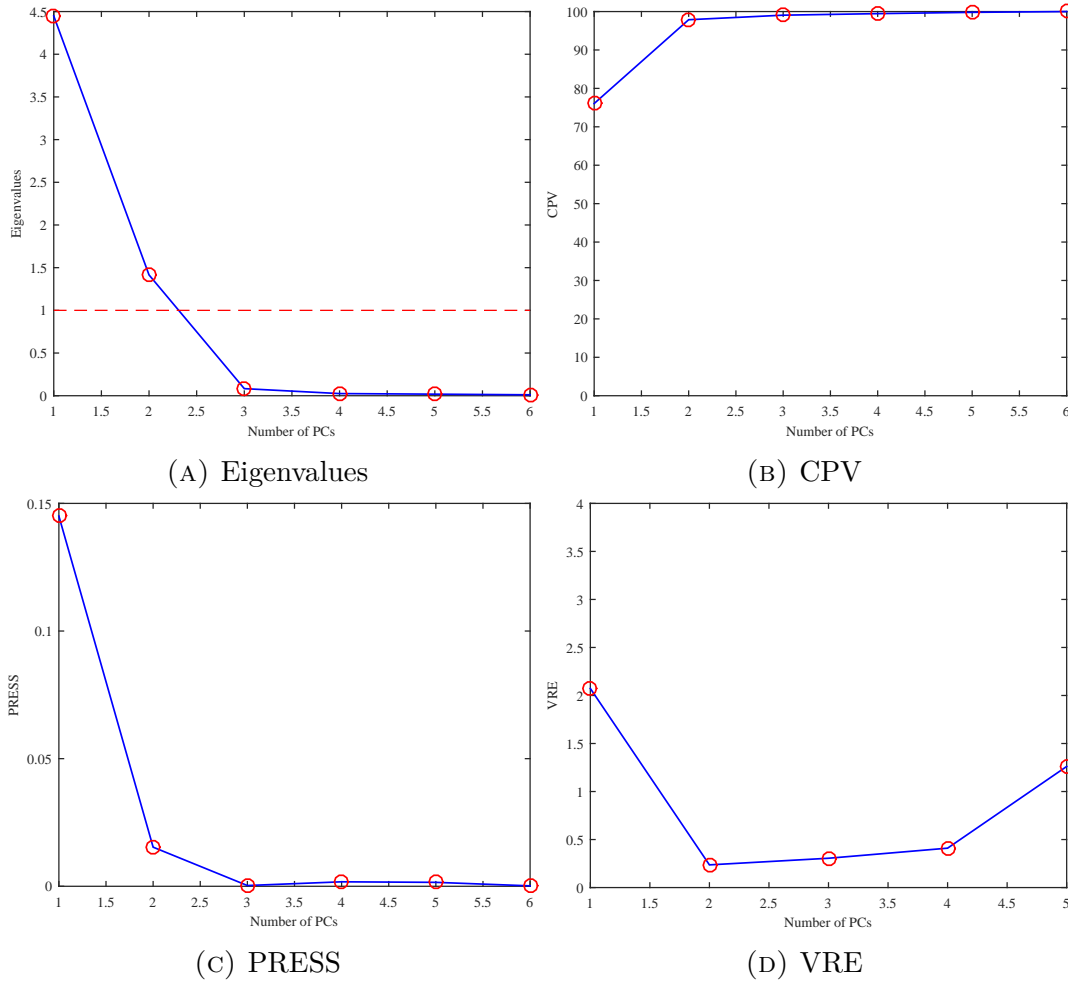 4.5
4
3.5
3
2.5
2
1.5
1
0.5
0
Eigenvalues
1 1.5 2 2.5 3 3.5 4 4.5 5 5.5 6
Number of PCs
(A) Eigenvalues
100
90
80
70
60
50
40
30
20
10
0
CPV
1 1.5 2 2.5 3 3.5 4 4.5 5 5.5 6
Number of PCs
(B) CPV
0.15
0.1
0.05
0
PRESS
1 1.5 2 2.5 3 3.5 4 4.5 5 5.5 6
Number of PCs
(C) PRESS
4
3.5
3
2.5
2
1.5
1
0.5
0
VRE
1 1.5 2 2.5 3 3.5 4 4.5 5
Number of PCs
(D) VRE